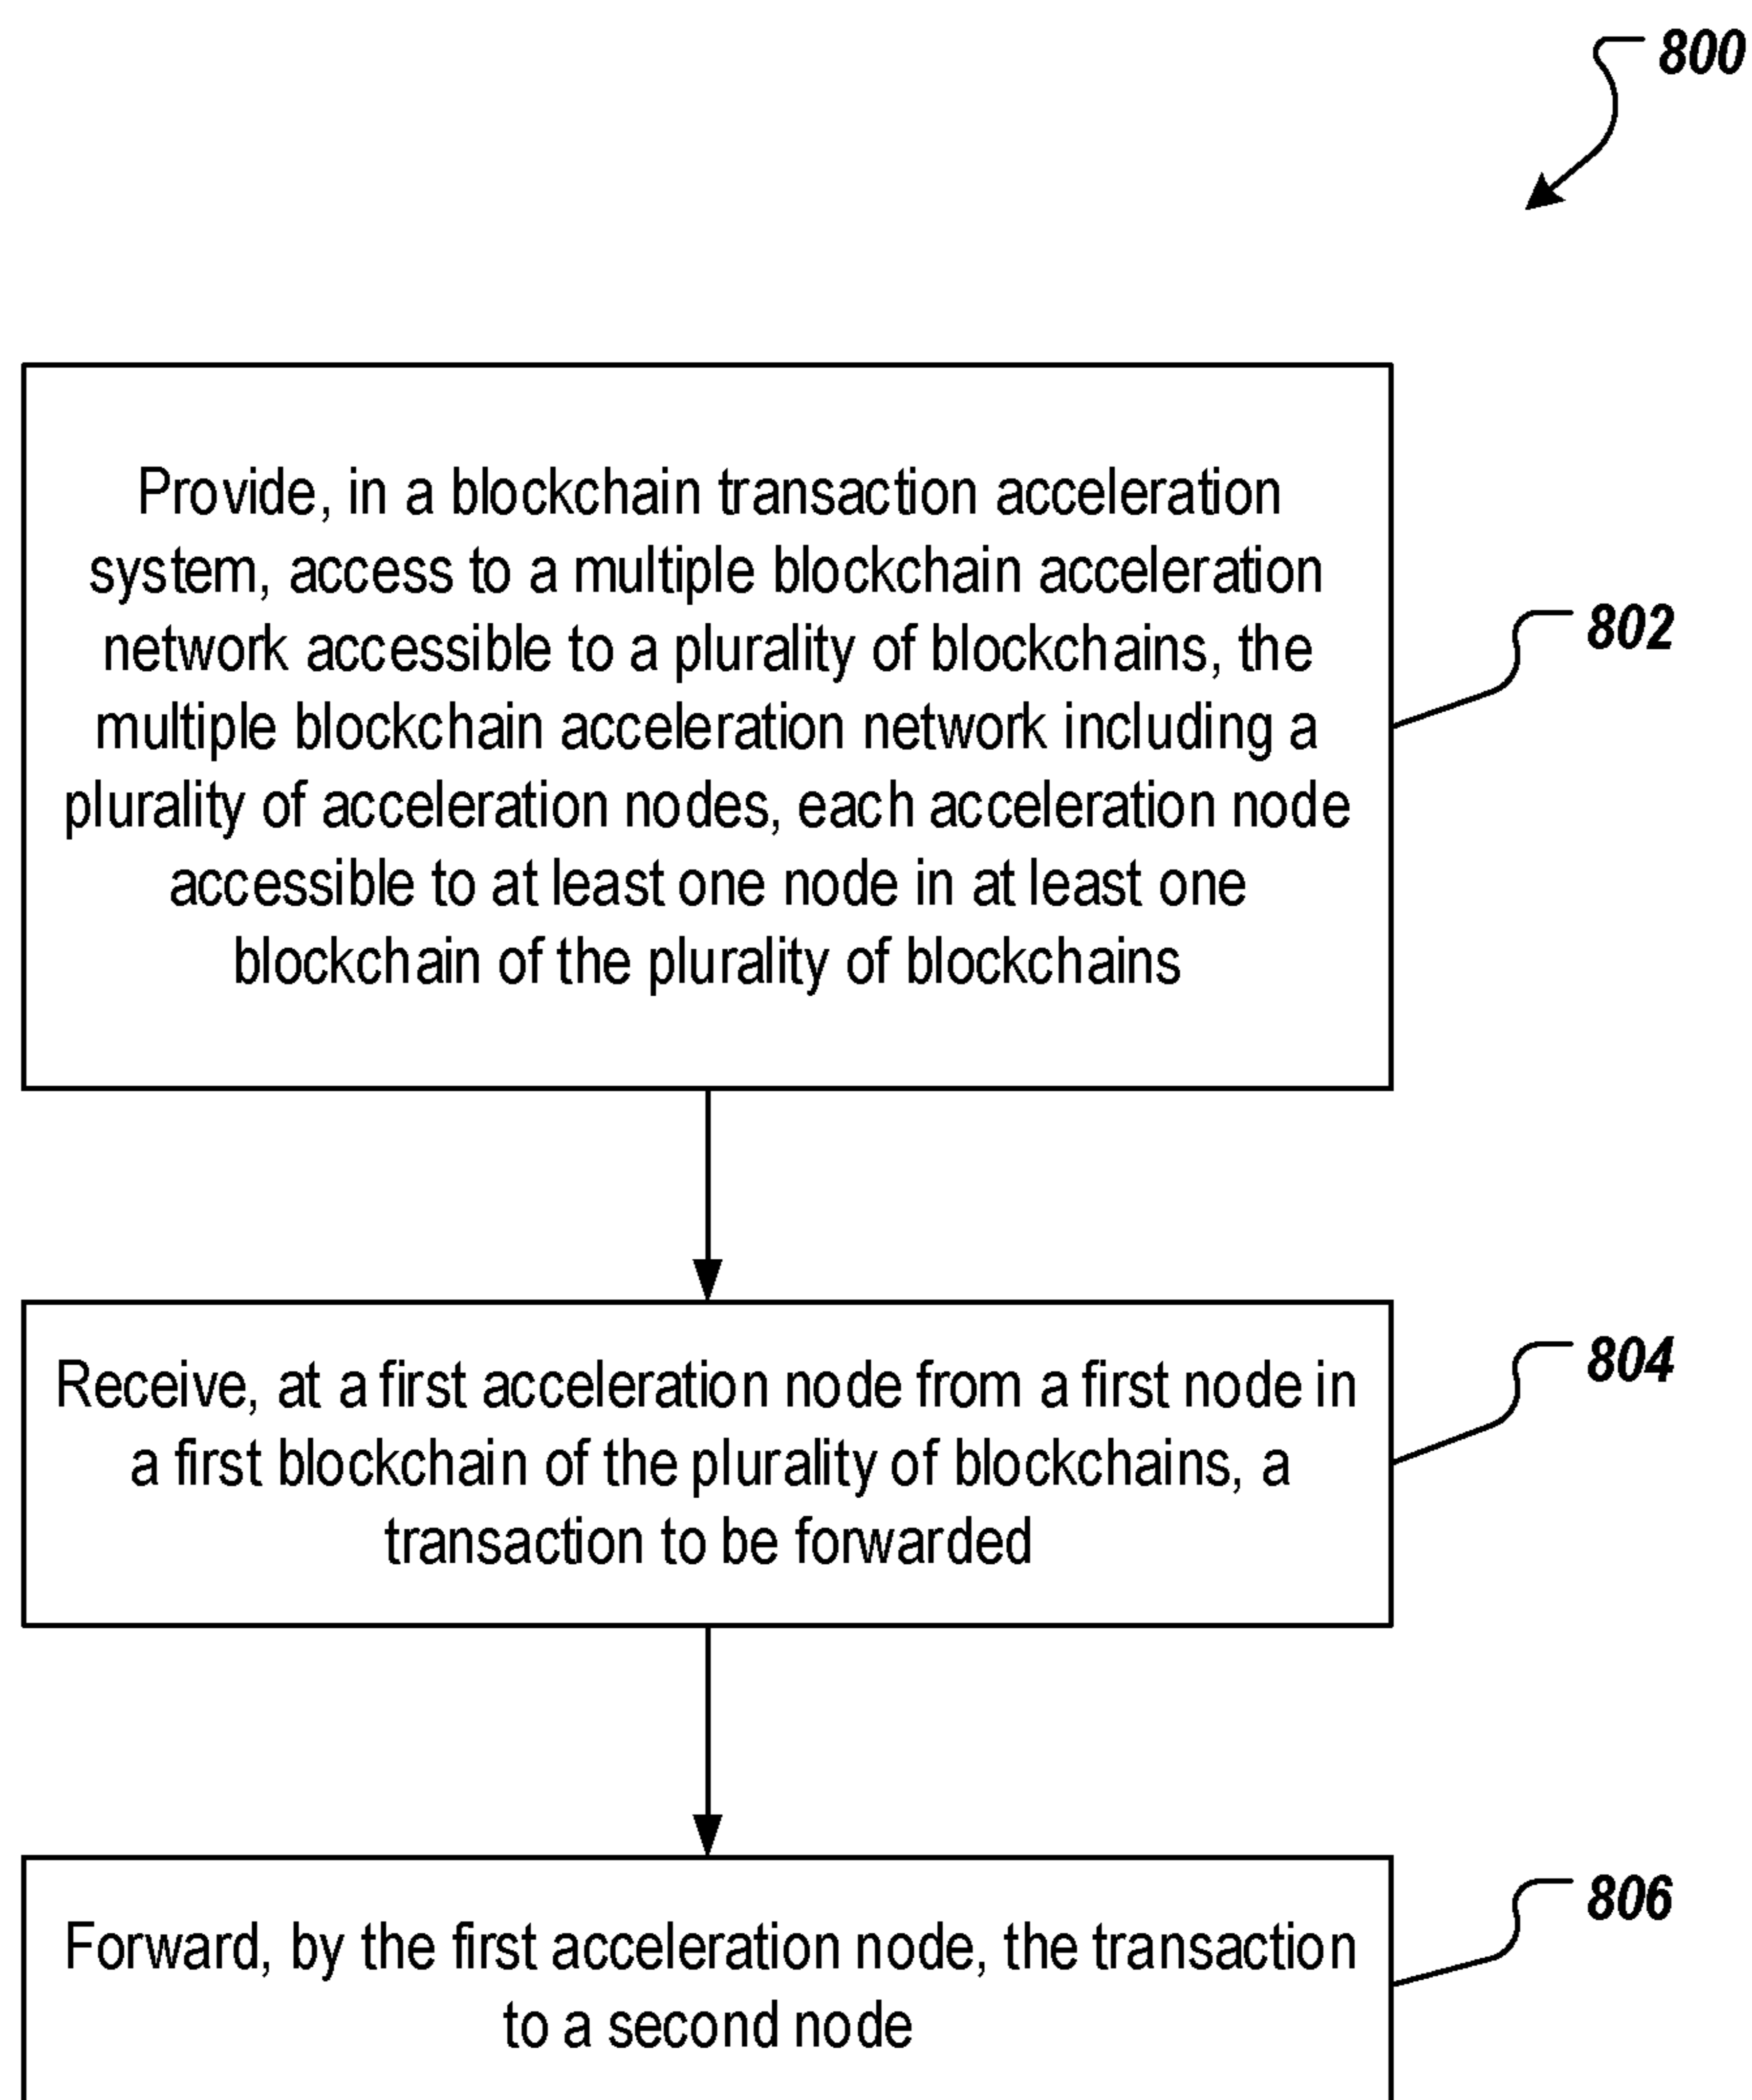 800
Provide, in a blockchain transaction acceleration
system, access to a multiple blockchain acceleration
network accessible to a plurality of blockchains, the
multiple blockchain acceleration network including a
plurality of acceleration nodes, each acceleration node
accessible to at least one node in at least one
blockchain of the plurality of blockchains
802
Receive, at a first acceleration node from a first node in
a first blockchain of the plurality of blockchains, a
transaction to be forwarded
804
Forward, by the first acceleration node, the transaction
to a second node
806